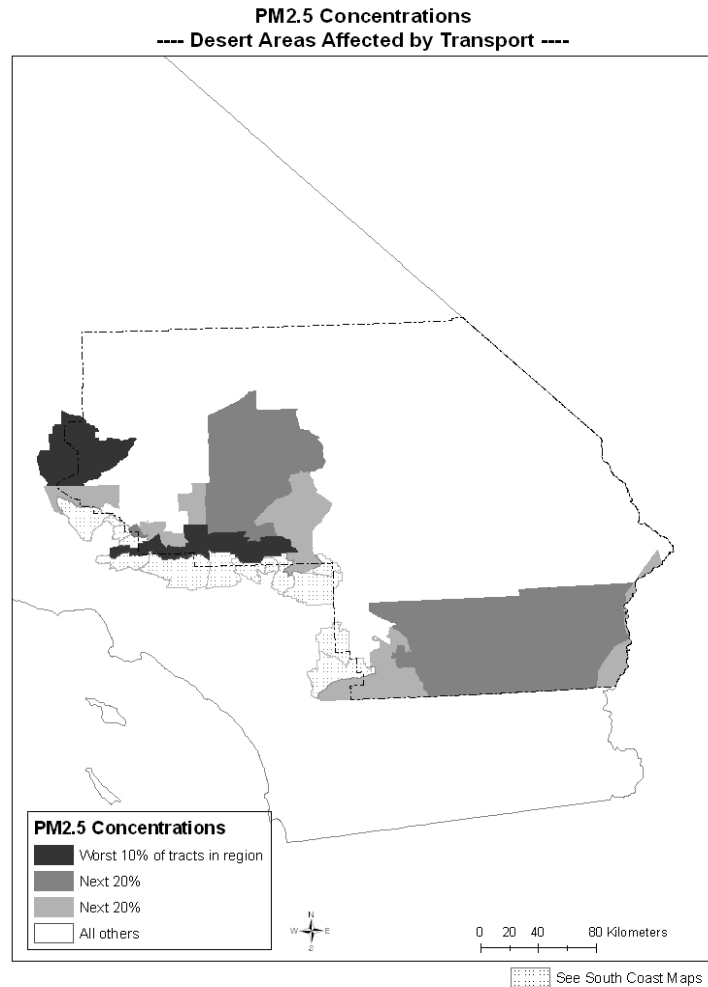 PM2.5 Concentrations
---- Desert Areas Affected by Transport ----
PM2.5 Concentrations
Worst 10% of tracts in region
Next 20%
Next 20%
All others
N
W E
S
0 20 40 80 Kilometers
See South Coast Maps